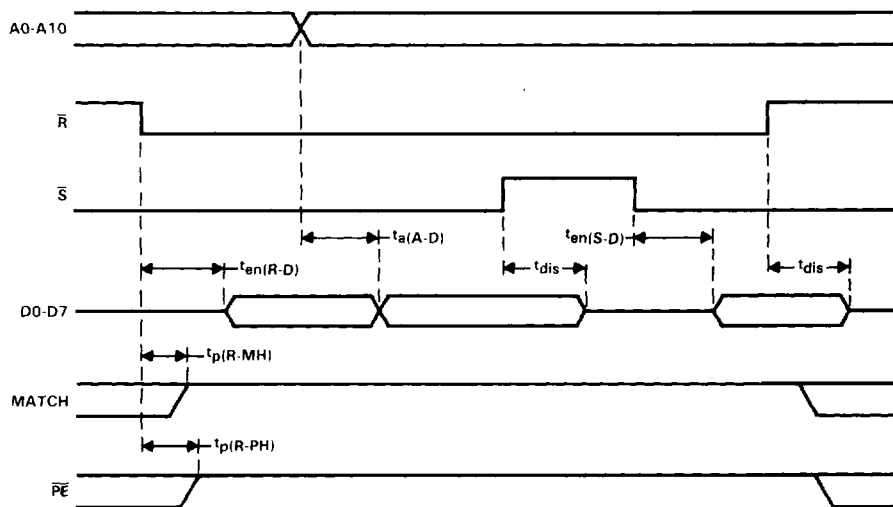 A0-A10
R̅
S̅
ta(A-D)
ten(S-D)
ten(R-D)
tdis
tdis
D0-D7
tp(R-MH)
MATCH
tp(R-PH)
P̅E̅